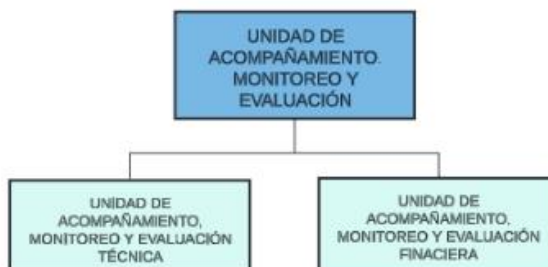 UNIDAD DE
ACOMPAÑAMIENTO.
MONITOREO Y
EVALUACIÓN
UNIDAD DE
ACOMPAÑAMIENTO,
MONITOREO Y EVALUACIÓN
TÉCNICA
UNIDAD DE
ACOMPAÑAMIENTO,
MONITOREO Y EVALUACIÓN
FINACIERA